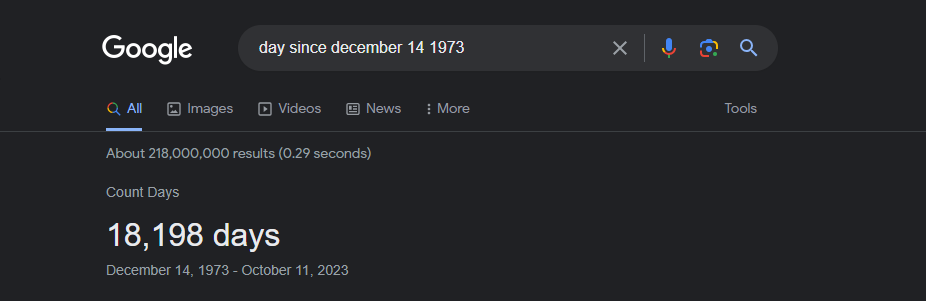 Google day since december 14 1973
All Images Videos News More Tools
About 218,000,000 results (0.29 seconds)
Count Days
18,198 days
December 14, 1973 - October 11, 2023